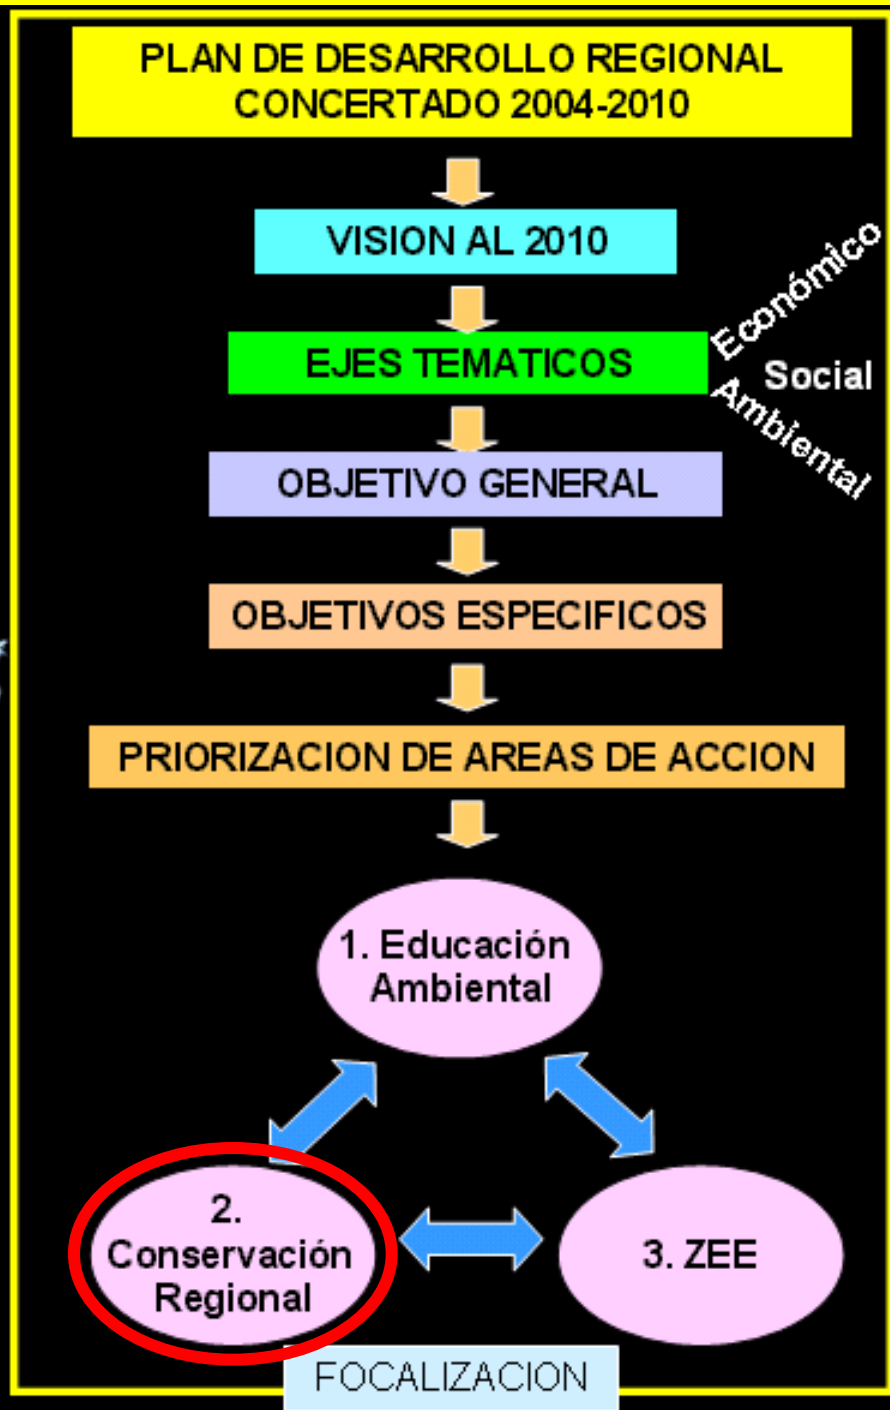 PLAN DE DESARROLLO REGIONAL
CONCERTADO 2004-2010
VISION AL 2010
EJES TEMATICOS
Económico
Social
Ambiental
OBJETIVO GENERAL
OBJETIVOS ESPECIFICOS
PRIORIZACION DE AREAS DE ACCION
1. Educación
Ambiental
2.
Conservación
Regional
3. ZEE
FOCALIZACION